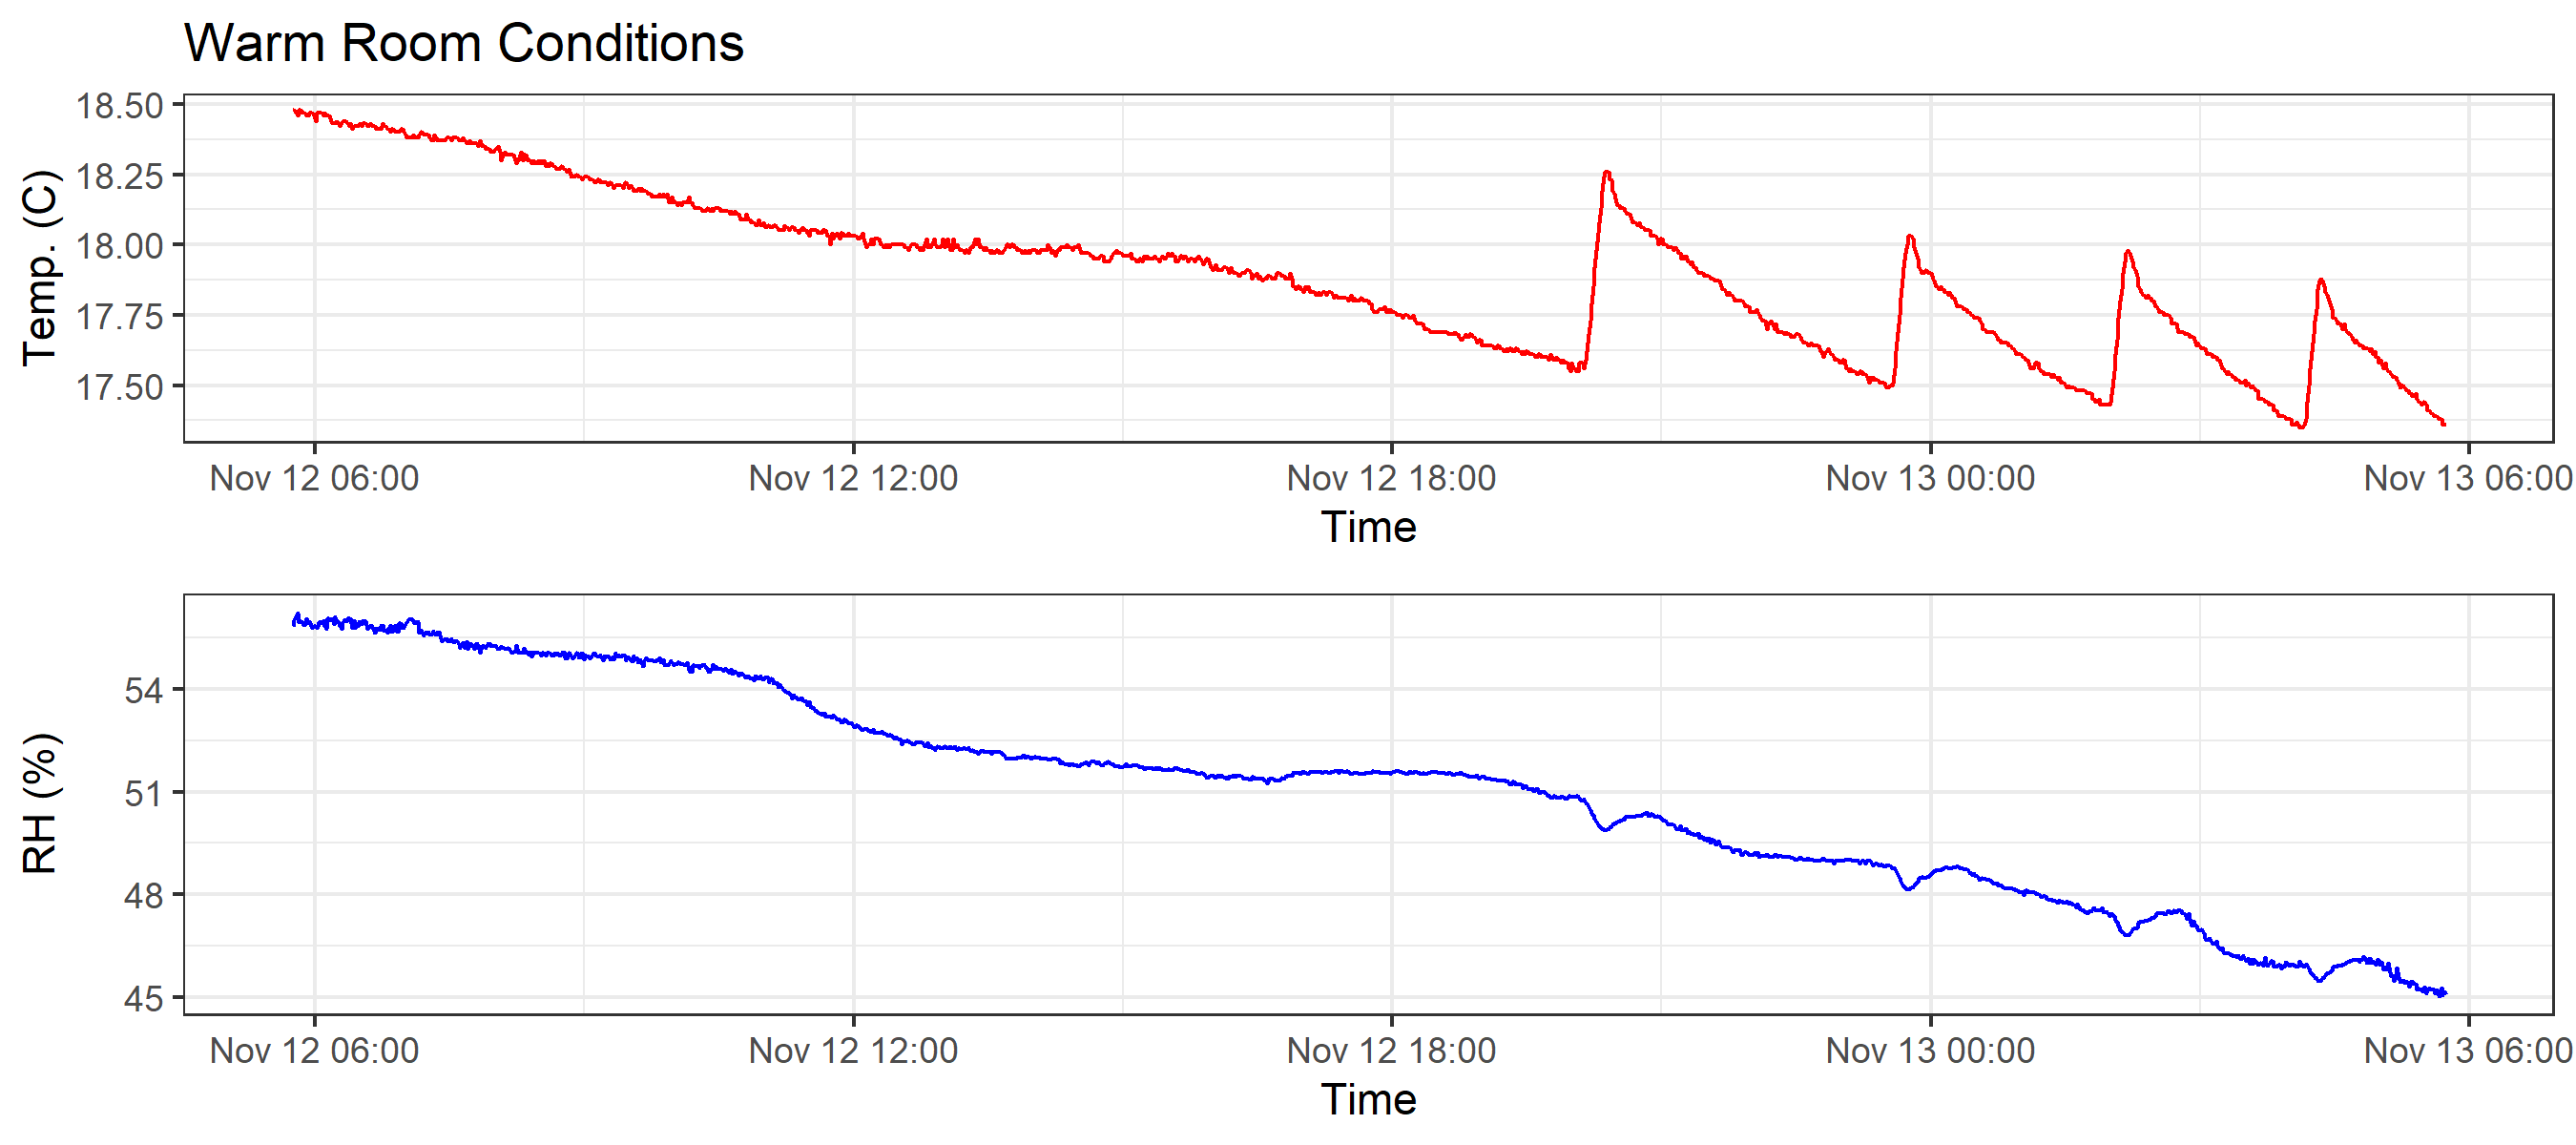 Warm Room Conditions
Temp. (C)
18.50
18.25
18.00
17.75
17.50
Nov 12 06:00 Nov 12 12:00 Nov 12 18:00 Nov 13 00:00 Nov 13 06:00
Time
RH (%)
54
51
48
45
Nov 12 06:00 Nov 12 12:00 Nov 12 18:00 Nov 13 00:00 Nov 13 06:00
Time